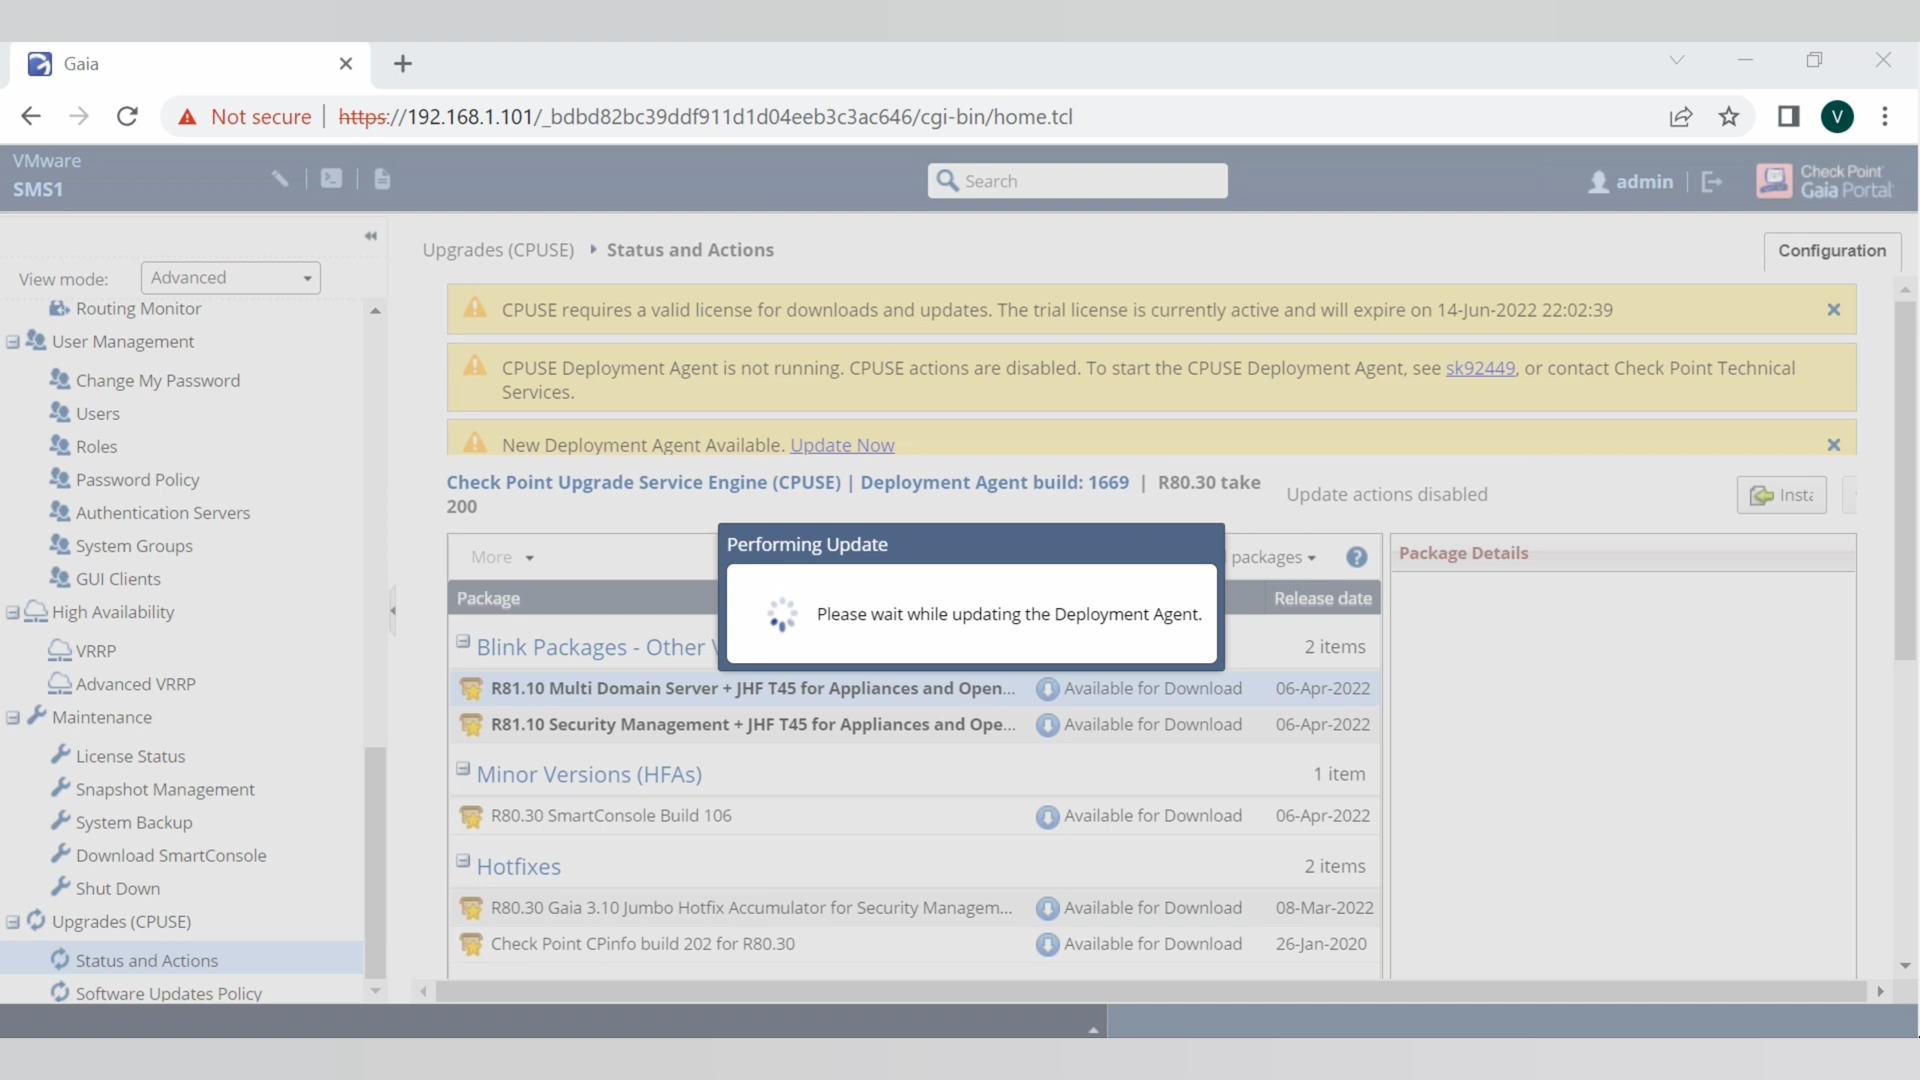 Gaia
Not secure
https://192.168.1.101/_bdbd82bc39ddf911d1d04eeb3c3ac646/cgi-bin/home.tcl
V
VMware
SMS1
Search
admin
Check Point
Gaia Portal
View mode:
Advanced
Routing Monitor
User Management
Change My Password
Users
Roles
Password Policy
Authentication Servers
System Groups
GUI Clients
High Availability
VRRP
Advanced VRRP
Maintenance
License Status
Snapshot Management
System Backup
Download SmartConsole
Shut Down
Upgrades (CPUSE)
Status and Actions
Software Updates Policy
Upgrades (CPUSE) Status and Actions
Configuration
CPUSE requires a valid license for downloads and updates. The trial license is currently active and will expire on 14-Jun-2022 22:02:39
CPUSE Deployment Agent is not running. CPUSE actions are disabled. To start the CPUSE Deployment Agent, see sk92449, or contact Check Point Technical
Services.
New Deployment Agent Available. Update Now
Check Point Upgrade Service Engine (CPUSE) | Deployment Agent build: 1669 | R80.30 take
200
Update actions disabled
Insta
More
packages
?
Package
Release date
Performing Update
Please wait while updating the Deployment Agent.
Blink Packages - Other V
2 items
R81.10 Multi Domain Server + JHF T45 for Appliances and Open... Available for Download 06-Apr-2022
R81.10 Security Management + JHF T45 for Appliances and Ope... Available for Download 06-Apr-2022
Minor Versions (HFAs) 1 item
R80.30 SmartConsole Build 106 Available for Download 06-Apr-2022
Hotfixes 2 items
R80.30 Gaia 3.10 Jumbo Hotfix Accumulator for Security Managem... Available for Download 08-Mar-2022
Check Point CPinfo build 202 for R80.30 Available for Download 26-Jan-2020
Package Details